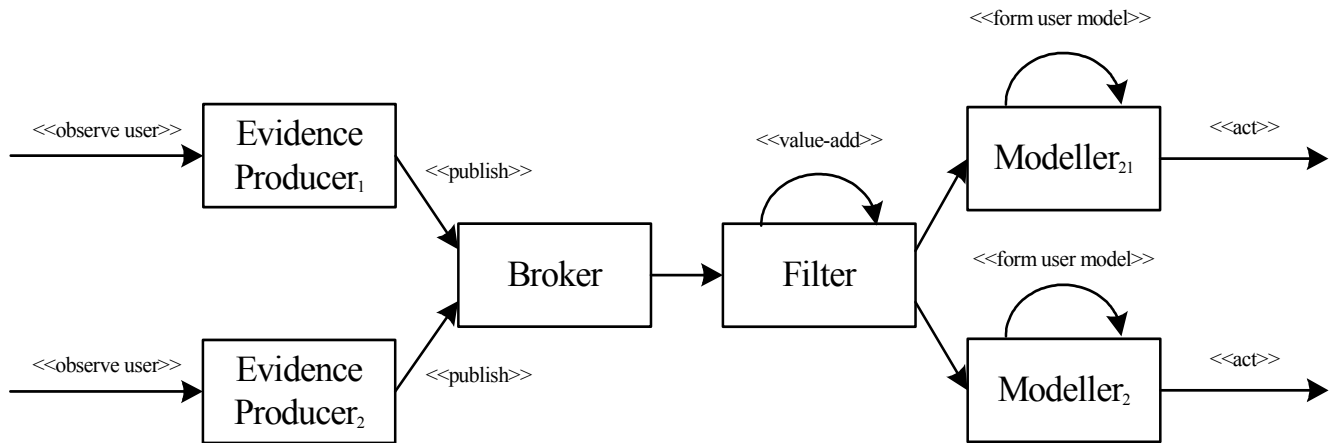 <<form user model>>
<<observe user>>
Evidence
Producer₁
<<publish>>
<<value-add>>
Modeller₂₁
<<act>>
Broker
Filter
<<form user model>>
<<observe user>>
Evidence
Producer₂
<<publish>>
Modeller₂
<<act>>